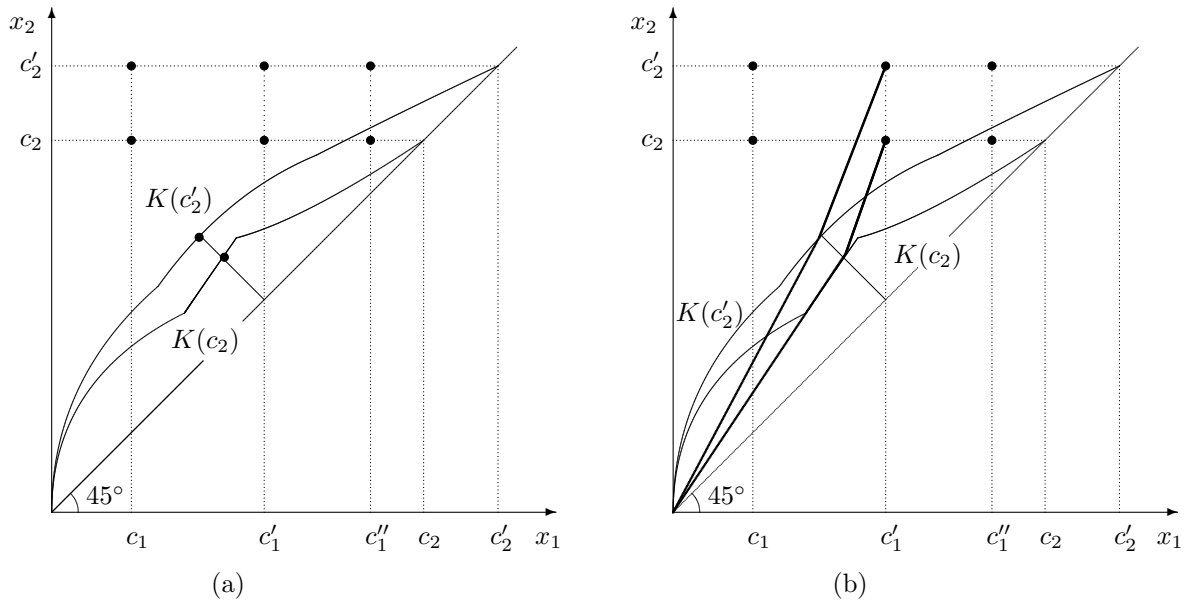 x₂
c′₂
c₂
K(c′₂)
K(c₂)
45°
c₁ c′₁ c″₁ c₂ c′₂ x₁
(a)
x₂
c′₂
c₂
K(c₂)
K(c′₂)
45°
c₁ c′₁ c″₁ c₂ c′₂ x₁
(b)